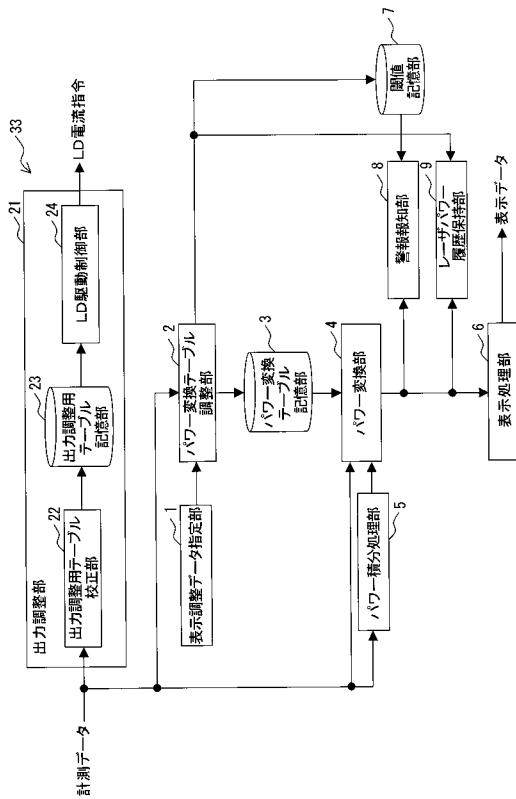 33
計測データ
21
出力調整部
22
出力調整用テーブル
校正部
23
出力調整用
テーブル
記憶部
24
LD駆動制御部
LD電流指令
1
表示調整データ指定部
2
パワー変換テーブル
調整部
3
パワー変換
テーブル
記憶部
4
パワー変換部
5
パワー積分処理部
7
閾値
記憶部
8
警報報知部
9
レーザパワー
履歴保持部
6
表示処理部
表示データ